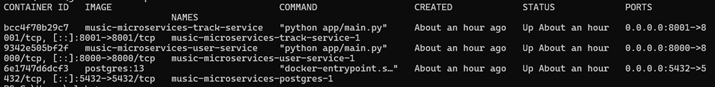 CONTAINER ID   IMAGE                               COMMAND                  CREATED             STATUS             PORTS
                                         NAMES
bcc4f70b29c7   music-microservices-track-service   "python app/main.py"     About an hour ago   Up About an hour   0.0.0.0:8001->8
001/tcp, [::]:8001->8001/tcp   music-microservices-track-service-1
9342e505bf2f   music-microservices-user-service    "python app/main.py"     About an hour ago   Up About an hour   0.0.0.0:8000->8
000/tcp, [::]:8000->8000/tcp   music-microservices-user-service-1
6e1747d6dcf3   postgres:13                         "docker-entrypoint.s…"   About an hour ago   Up About an hour   0.0.0.0:5432->5
432/tcp, [::]:5432->5432/tcp   music-microservices-postgres-1